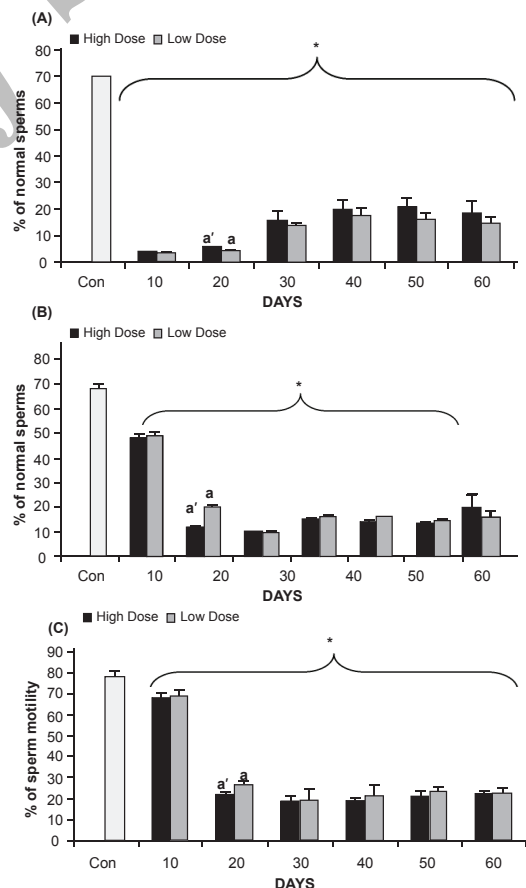 (A)
High Dose Low Dose
*
80
70
60
50
40
30
20
10
0
% of normal sperms
a′ a
Con 10 20 30 40 50 60
DAYS
(B)
High Dose Low Dose
*
80
70
60
50
40
30
20
10
0
% of normal sperms
a′ a
Con 10 20 30 40 50 60
DAYS
(C)
High Dose Low Dose
*
90
80
70
60
50
40
30
20
10
0
% of sperm motility
a′ a
Con 10 20 30 40 50 60
DAYS